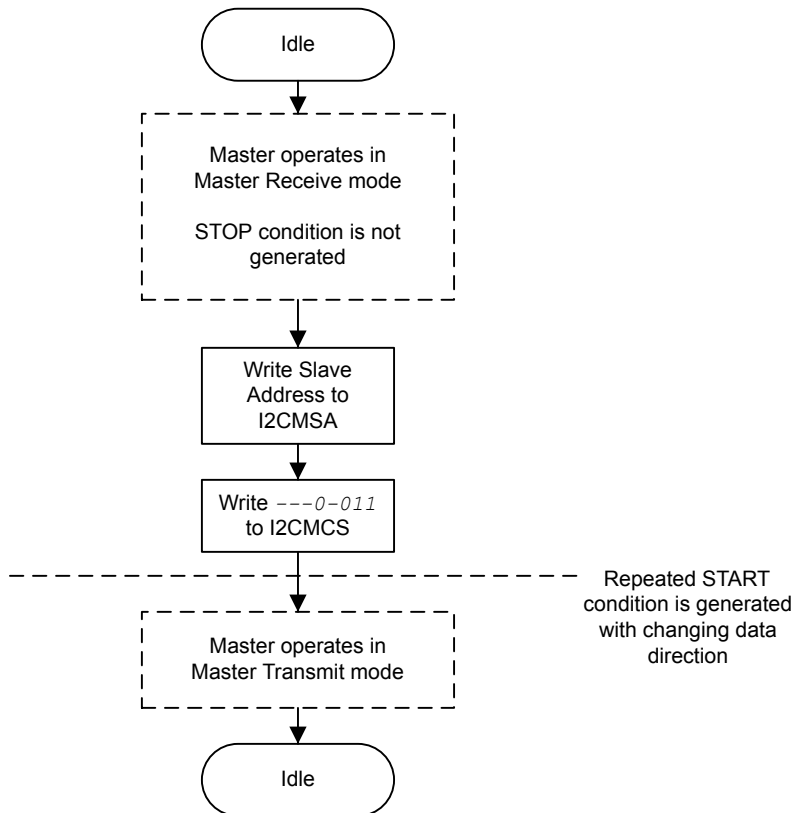 Idle
Master operates in
Master Receive mode
STOP condition is not
generated
Write Slave
Address to
I2CMSA
Write ---0-011
to I2CMCS
Repeated START
condition is generated
with changing data
direction
Master operates in
Master Transmit mode
Idle